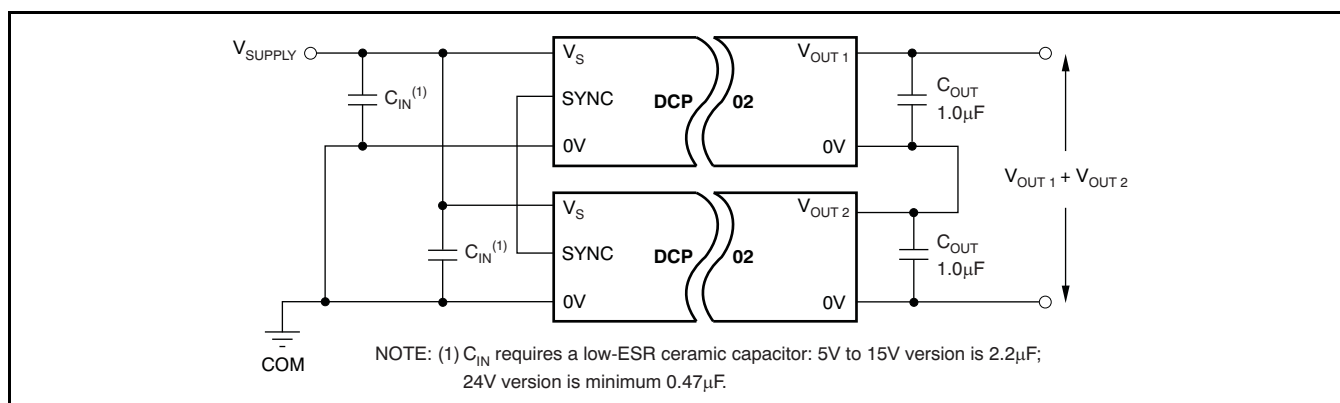 V_SUPPLY
C_IN^(1)
V_S
SYNC
0V
DCP 02
V_OUT 1
0V
C_OUT
1.0μF
V_OUT 1 + V_OUT 2
C_IN^(1)
V_S
SYNC
0V
DCP 02
V_OUT 2
0V
C_OUT
1.0μF
COM
NOTE: (1) C_IN requires a low-ESR ceramic capacitor: 5V to 15V version is 2.2μF;
24V version is minimum 0.47μF.